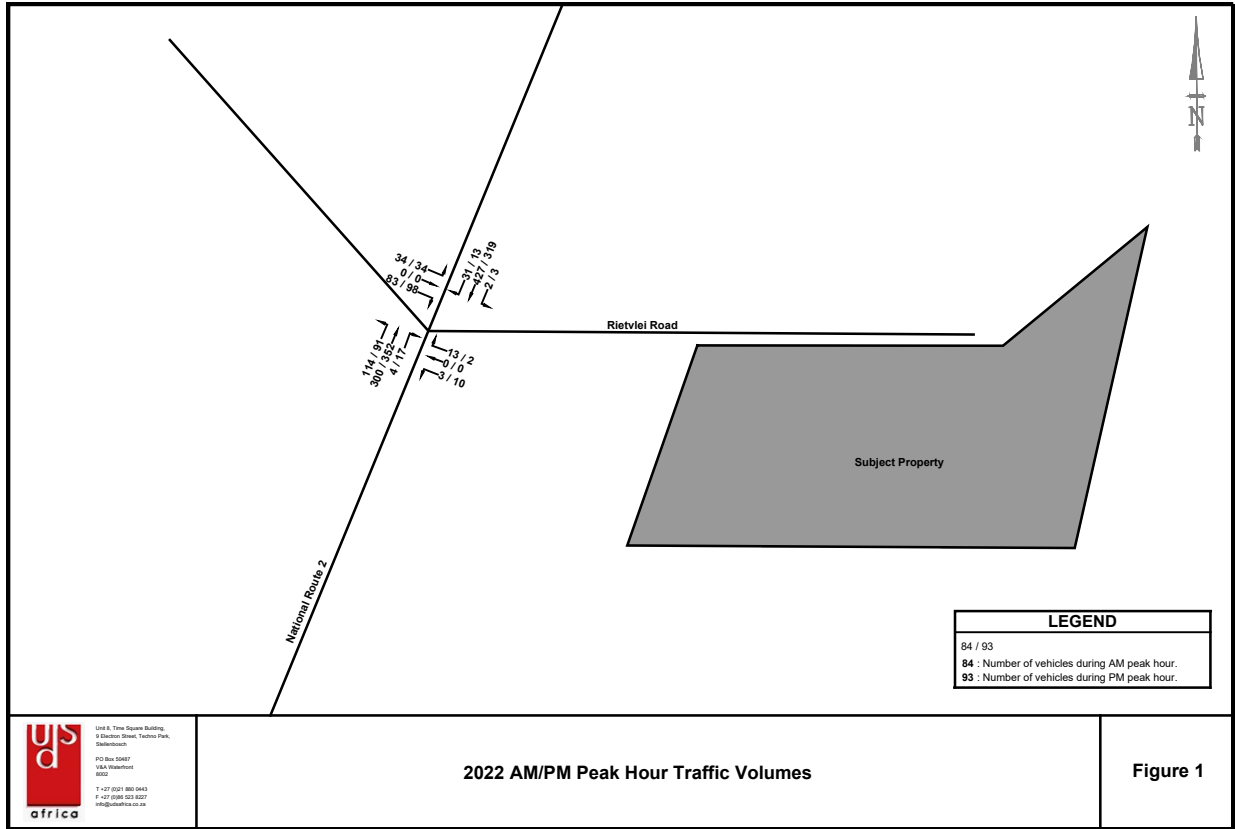 N
34 / 34
0 / 0
83 / 98
31 / 13
427 / 319
2 / 3
Rietvlei Road
114 / 91
300 / 352
4 / 17
13 / 2
0 / 0
3 / 10
Subject Property
National Route 2
LEGEND
84 / 93
84 : Number of vehicles during AM peak hour.
93 : Number of vehicles during PM peak hour.
uds
africa
Unit 8, Time Square Building,
9 Electron Street, Techno Park,
Stellenbosch
PO Box 50487
V&A Waterfront
8002
T +27 (0)21 880 0443
F +27 (0)86 523 8227
info@udsafrica.co.za
2022 AM/PM Peak Hour Traffic Volumes
Figure 1